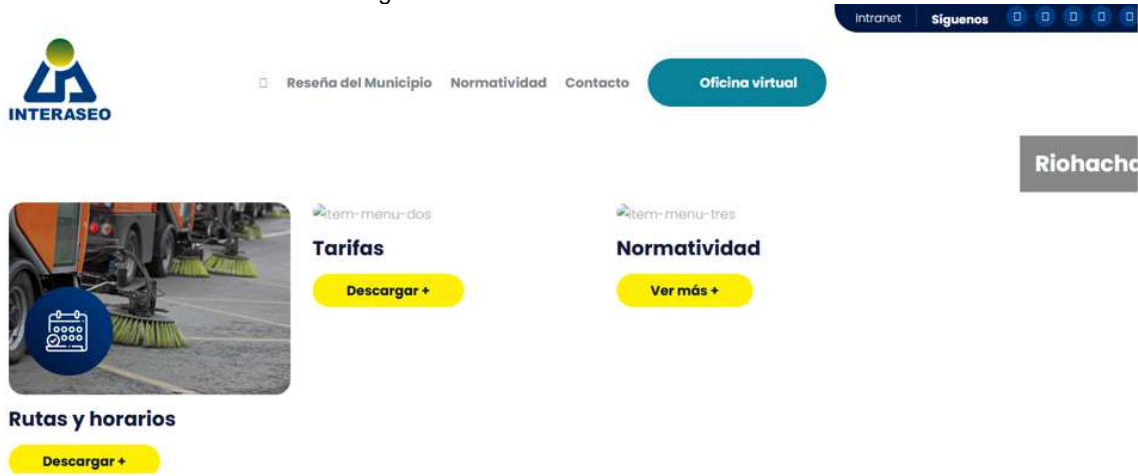 Intranet Síguenos
INTERASEO
Reseña del Municipio Normatividad Contacto Oficina virtual
Riohacha
item-menu-dos
item-menu-tres
Tarifas
Normatividad
Descargar +
Ver más +
Rutas y horarios
Descargar +